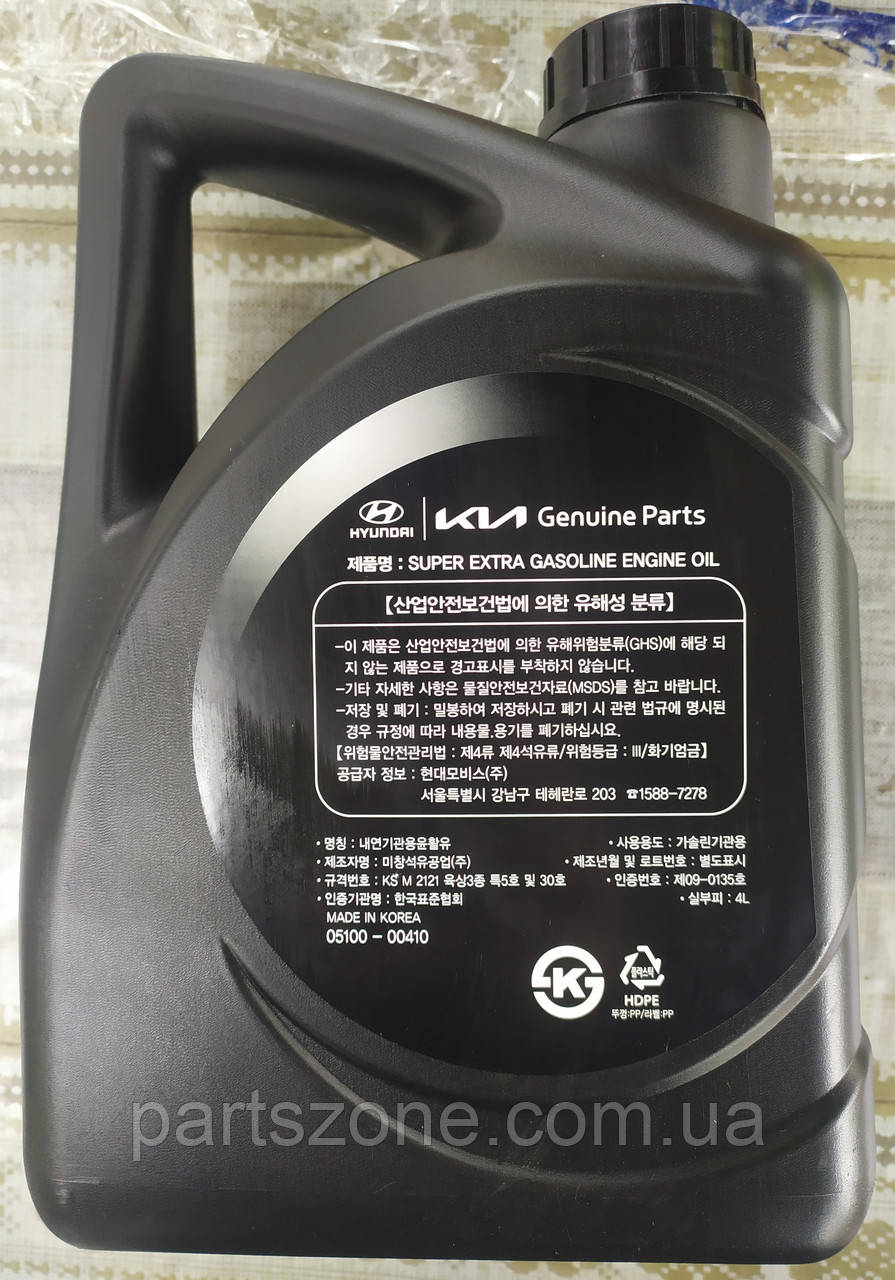 HYUNDAI KIA Genuine Parts
제품명 : SUPER EXTRA GASOLINE ENGINE OIL
【산업안전보건법에 의한 유해성 분류】
-이 제품은 산업안전보건법에 의한 유해위험분류(GHS)에 해당 되
지 않는 제품으로 경고표시를 부착하지 않습니다.
-기타 자세한 사항은 물질안전보건자료(MSDS)를 참고 바랍니다.
-저장 및 폐기 : 밀봉하여 저장하시고 폐기 시 관련 법규에 명시된
경우 규정에 따라 내용물.용기를 폐기하십시요.
【위험물안전관리법 : 제4류 제4석유류/위험등급 : III/화기엄금】
공급자 정보 : 현대모비스(주)
서울특별시 강남구 테헤란로 203 ☎1588-7278
• 명칭 : 내연기관용윤활유 • 사용용도 : 가솔린기관용
• 제조자명 : 미창석유공업(주) • 제조년월 및 로트번호 : 별도표시
• 규격번호 : KS M 2121 육상3종 특5호 및 30호 • 인증번호 : 제09-0135호
• 인증기관명 : 한국표준협회 • 실부피 : 4L
MADE IN KOREA
05100 - 00410
K
플라스틱
HDPE
뚜껑:PP/라벨:PP
partszone.com.ua